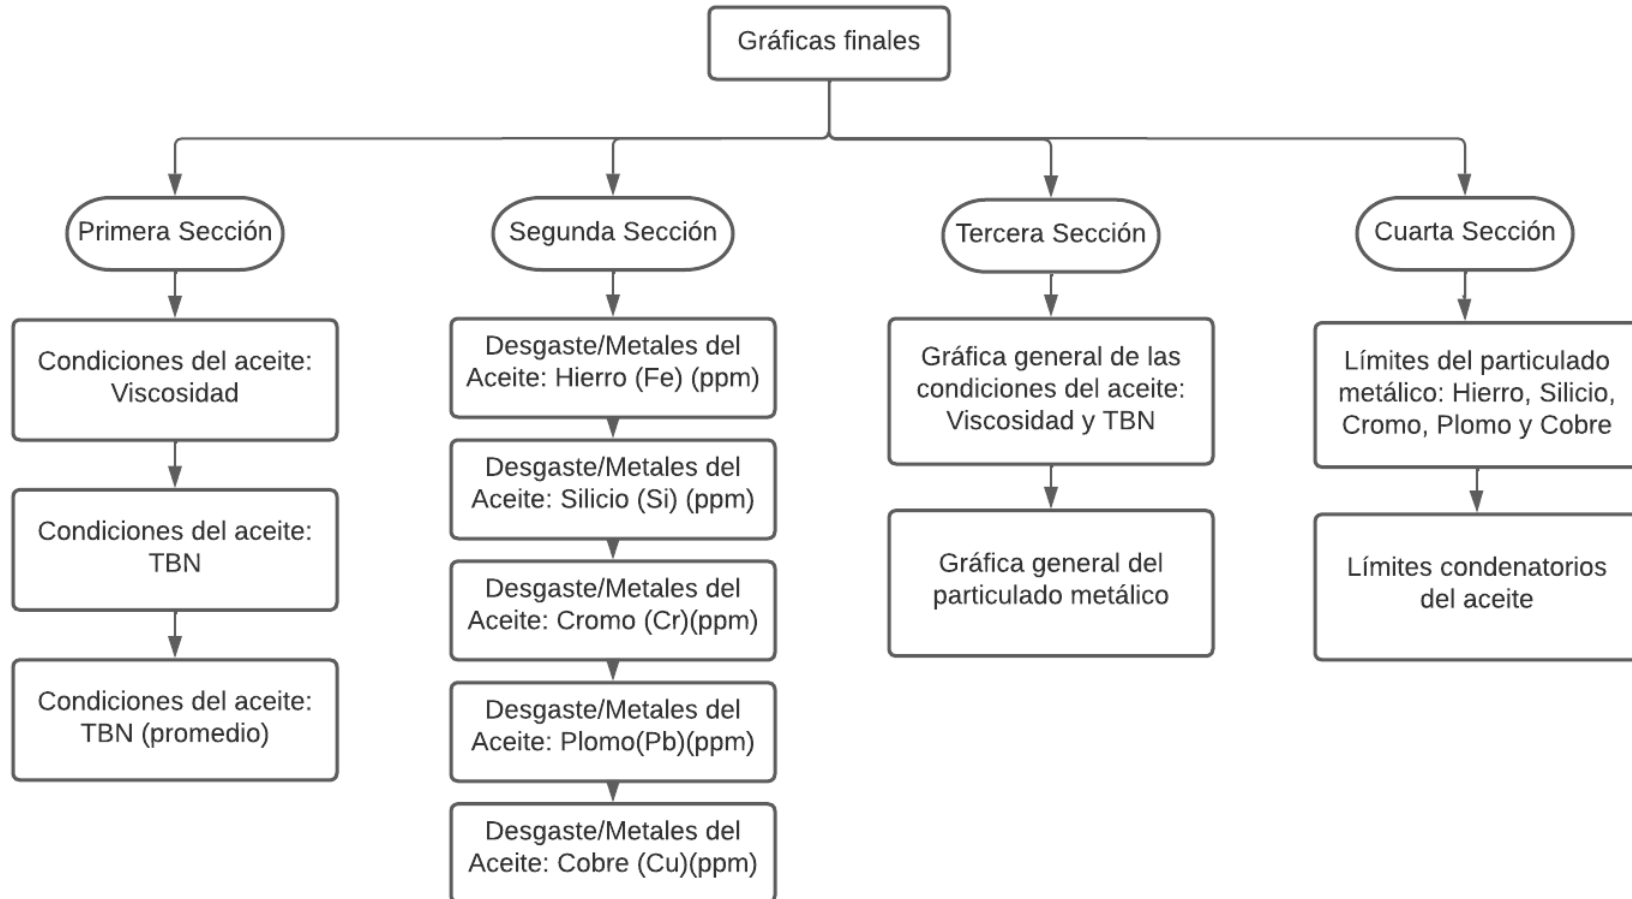 Gráficas finales
Primera Sección
Segunda Sección
Tercera Sección
Cuarta Sección
Condiciones del aceite:
Viscosidad
Condiciones del aceite:
TBN
Condiciones del aceite:
TBN (promedio)
Desgaste/Metales del
Aceite: Hierro (Fe) (ppm)
Desgaste/Metales del
Aceite: Silicio (Si) (ppm)
Desgaste/Metales del
Aceite: Cromo (Cr)(ppm)
Desgaste/Metales del
Aceite: Plomo(Pb)(ppm)
Desgaste/Metales del
Aceite: Cobre (Cu)(ppm)
Gráfica general de las
condiciones del aceite:
Viscosidad y TBN
Gráfica general del
particulado metálico
Límites del particulado
metálico: Hierro, Silicio,
Cromo, Plomo y Cobre
Límites condenatorios
del aceite